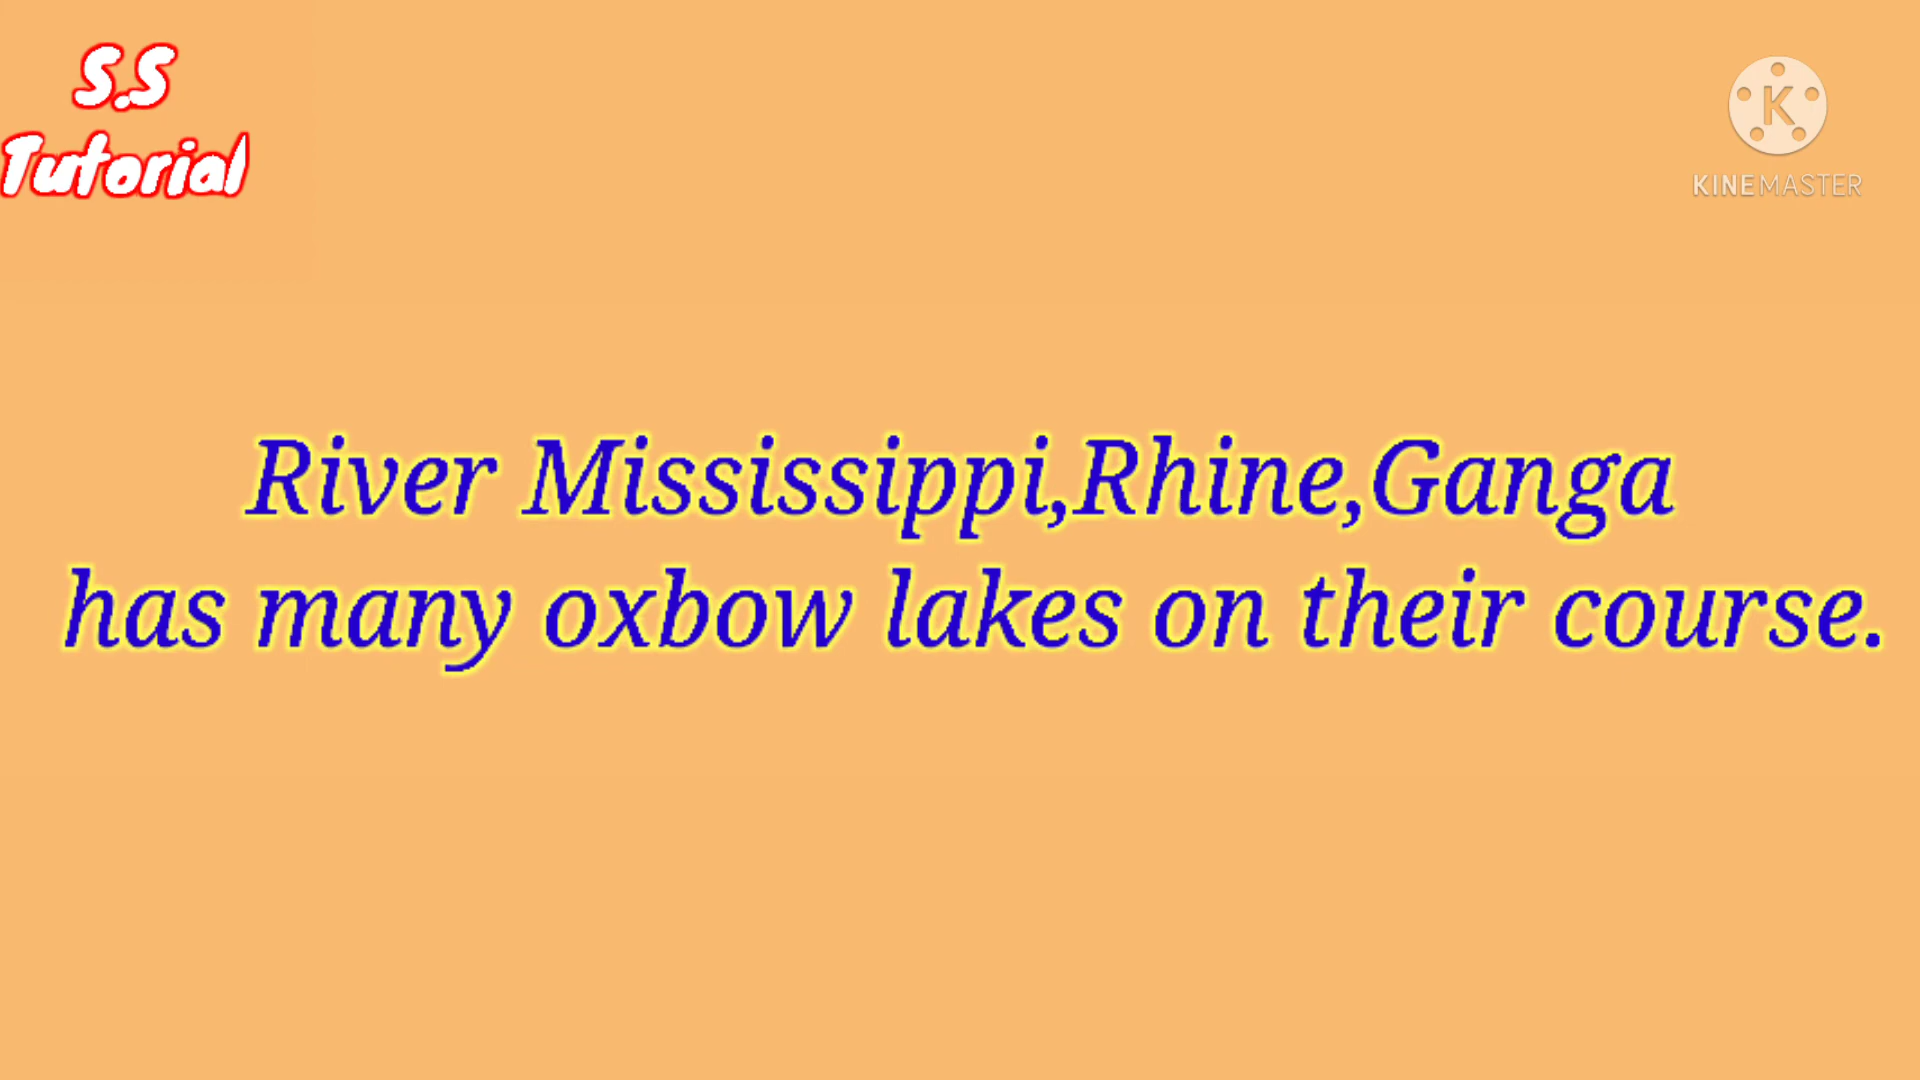 S.S
Tutorial
K
KINEMASTER
River Mississippi,Rhine,Ganga
has many oxbow lakes on their course.